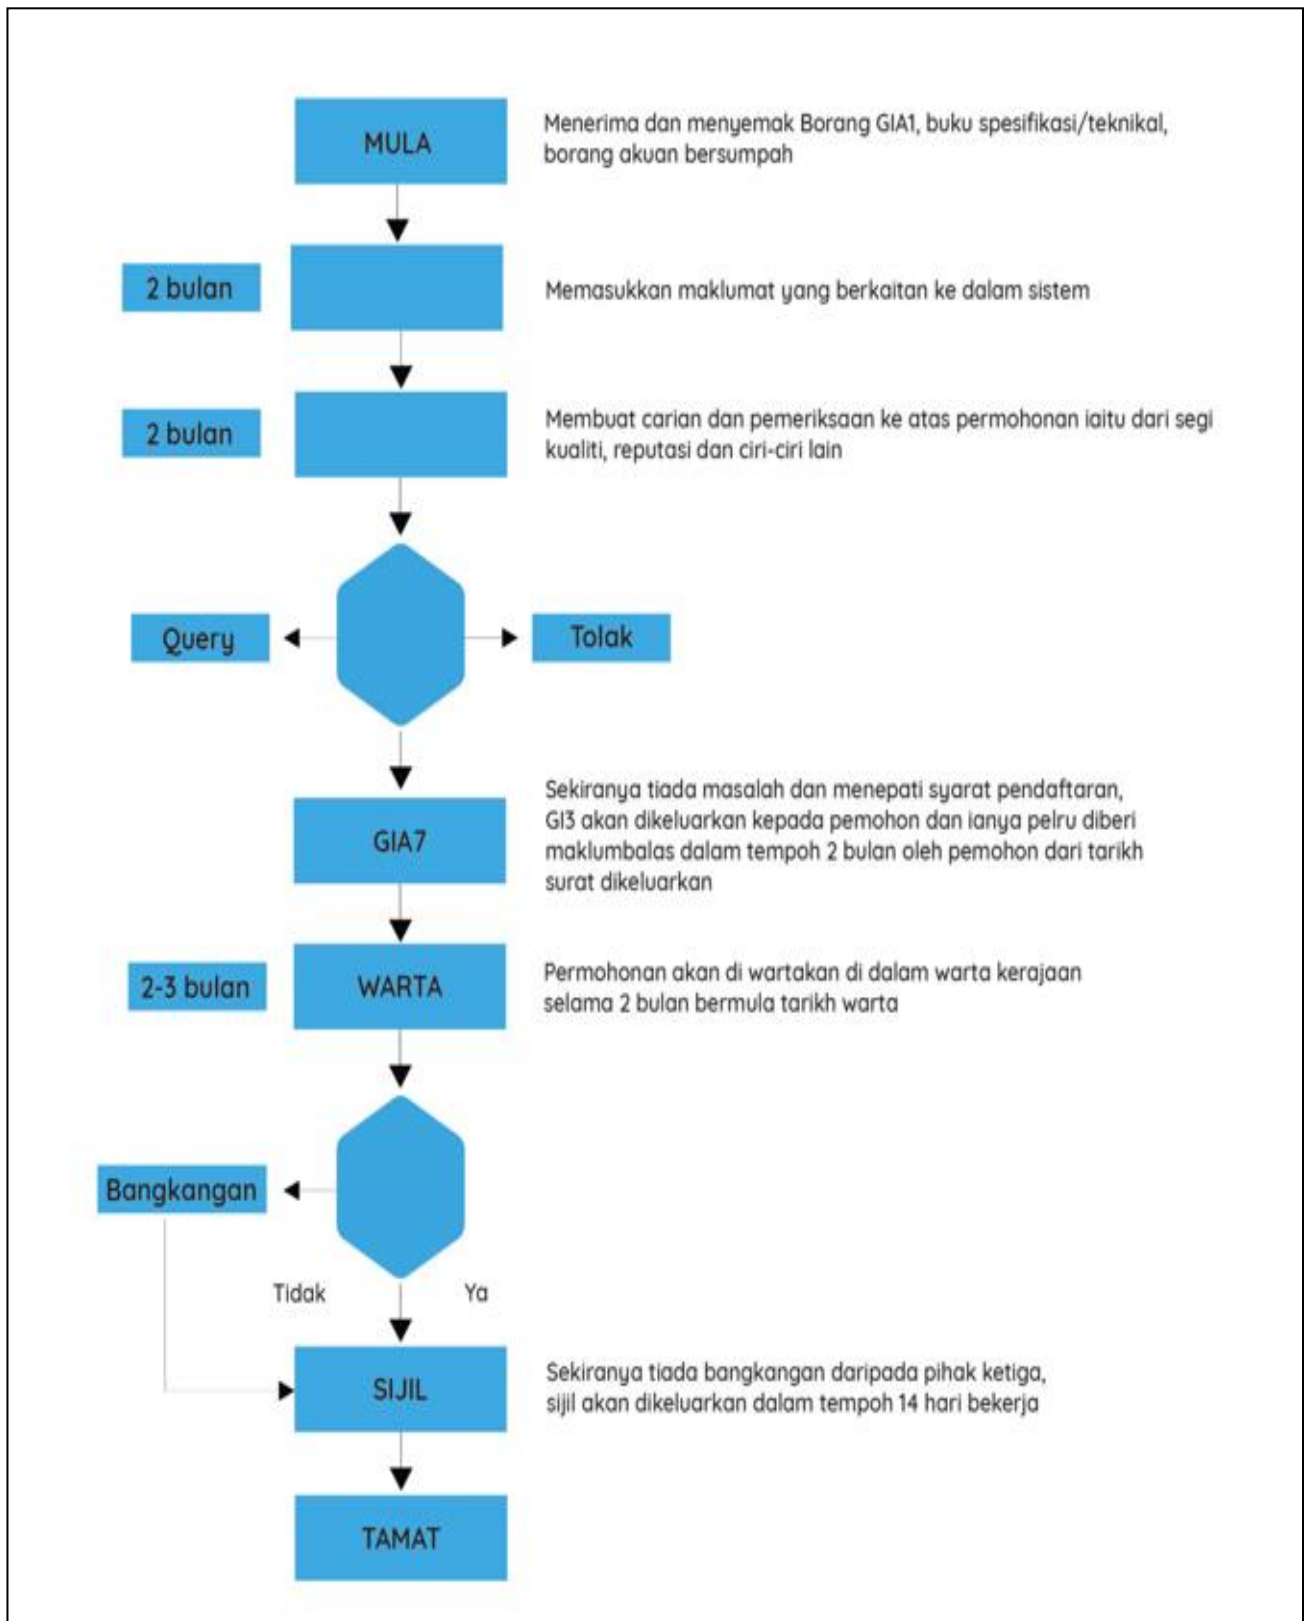 MULA
Menerima dan menyemak Borang GIA1, buku spesifikasi/teknikal,
borang akuan bersumpah
2 bulan
Memasukkan maklumat yang berkaitan ke dalam sistem
2 bulan
Membuat carian dan pemeriksaan ke atas permohonan iaitu dari segi
kualiti, reputasi dan ciri-ciri lain
Query
Tolak
GIA7
Sekiranya tiada masalah dan menepati syarat pendaftaran,
GI3 akan dikeluarkan kepada pemohon dan ianya pelru diberi
maklumbalas dalam tempoh 2 bulan oleh pemohon dari tarikh
surat dikeluarkan
2-3 bulan
WARTA
Permohonan akan di wartakan di dalam warta kerajaan
selama 2 bulan bermula tarikh warta
Bangkangan
Tidak
Ya
SIJIL
Sekiranya tiada bangkangan daripada pihak ketiga,
sijil akan dikeluarkan dalam tempoh 14 hari bekerja
TAMAT